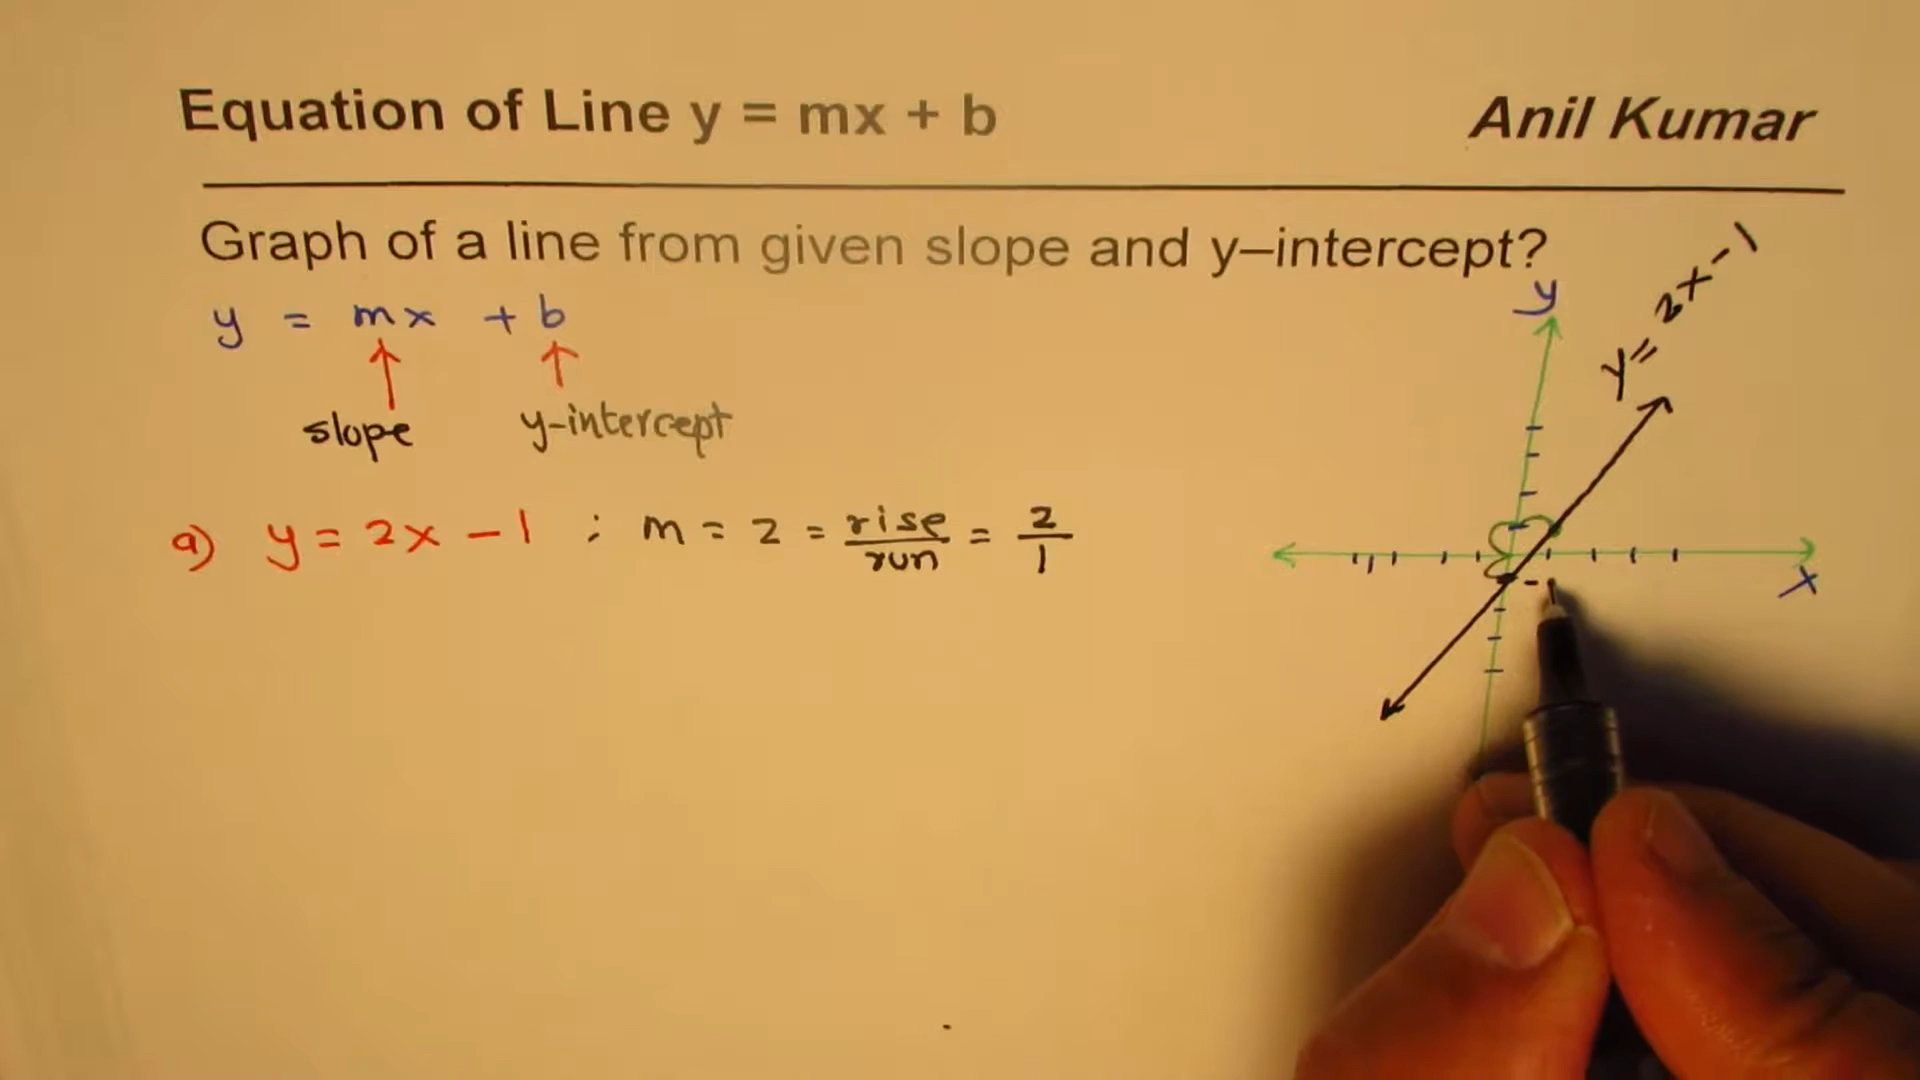 Equation of Line y = mx + b
Anil Kumar
Graph of a line from given slope and y–intercept?
y = mx + b
slope
y-intercept
a) y = 2x - 1 ; m = 2 = rise/run = 2/1
y
y = 2x - 1
x